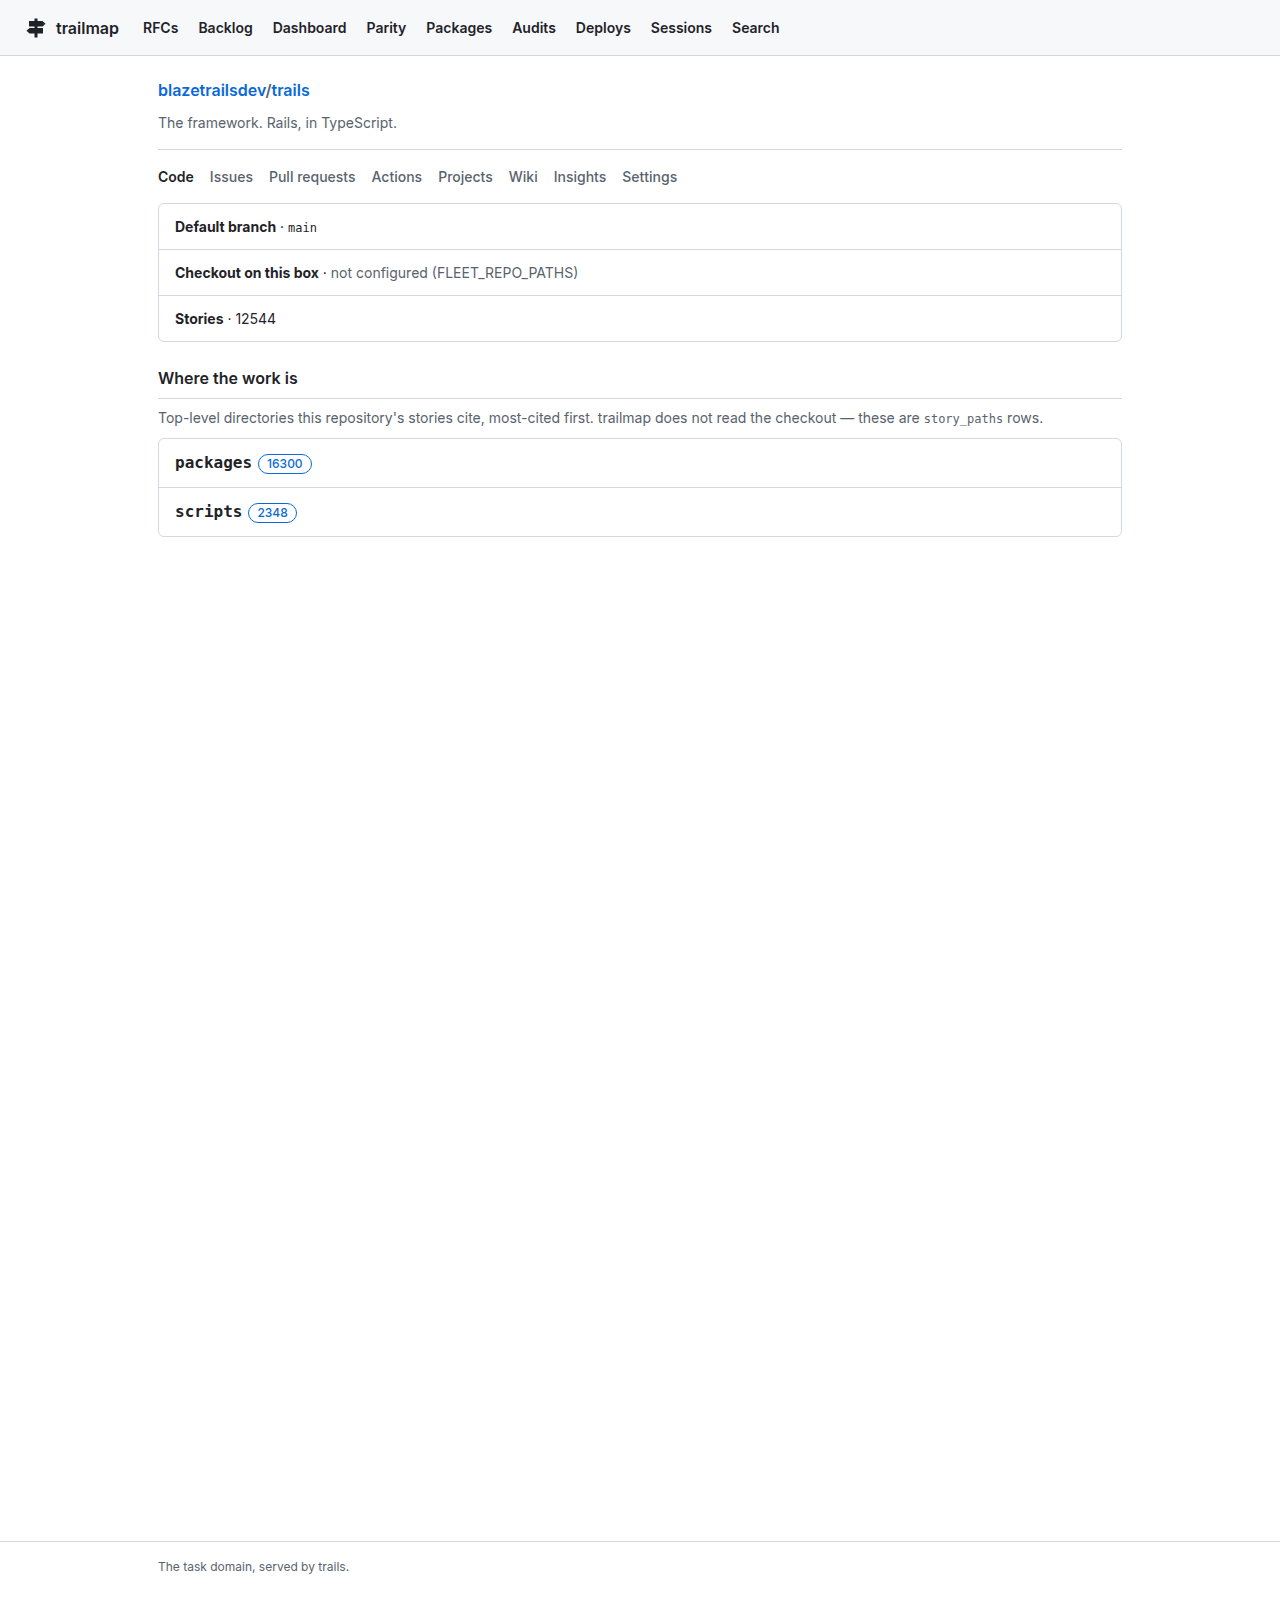 trailmap RFCs Backlog Dashboard Parity Packages Audits Deploys Sessions Search
blazetrailsdev/trails
The framework. Rails, in TypeScript.
Code Issues Pull requests Actions Projects Wiki Insights Settings
Default branch · main
Checkout on this box · not configured (FLEET_REPO_PATHS)
Stories · 12544
Where the work is
Top-level directories this repository's stories cite, most-cited first. trailmap does not read the checkout — these are story_paths rows.
packages 16300
scripts 2348
The task domain, served by trails.